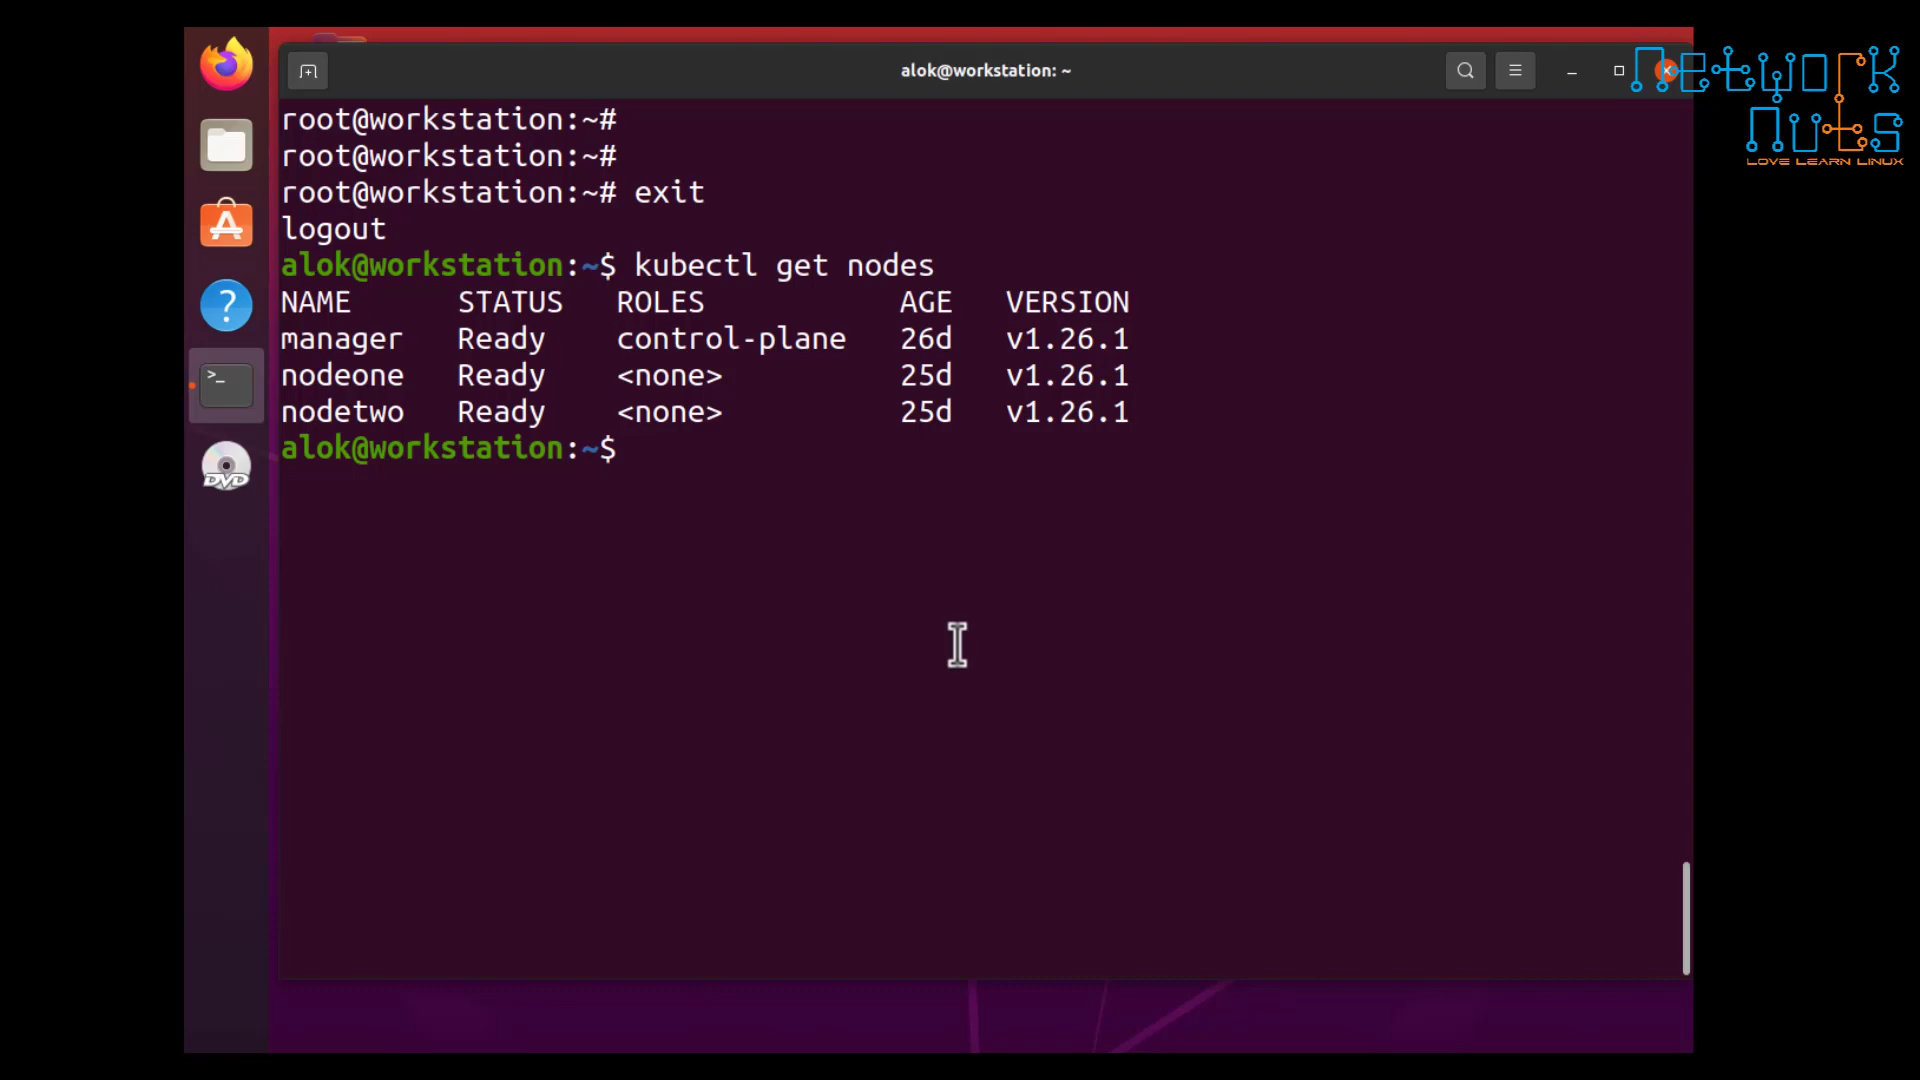 alok@workstation: ~
Network
Nuts
LOVE LEARN LINUX
root@workstation:~#
root@workstation:~#
root@workstation:~# exit
logout
alok@workstation:~$ kubectl get nodes
NAME STATUS ROLES AGE VERSION
manager Ready control-plane 26d v1.26.1
nodeone Ready <none> 25d v1.26.1
nodetwo Ready <none> 25d v1.26.1
alok@workstation:~$
A
?
>_
DVD